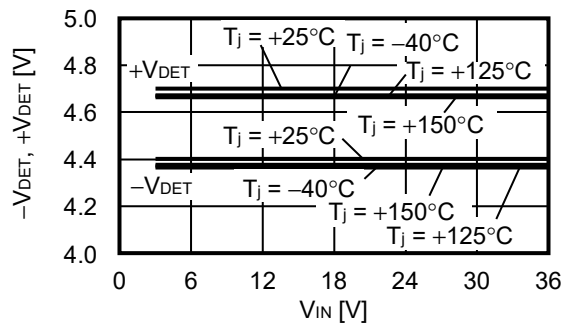 5.0
4.8
4.6
4.4
4.2
4.0
−VDET, +VDET [V]
Tj = +25°C
Tj = −40°C
+VDET
Tj = +125°C
Tj = +150°C
Tj = +25°C
−VDET
Tj = −40°C
Tj = +150°C
Tj = +125°C
0 6 12 18 24 30 36
VIN [V]